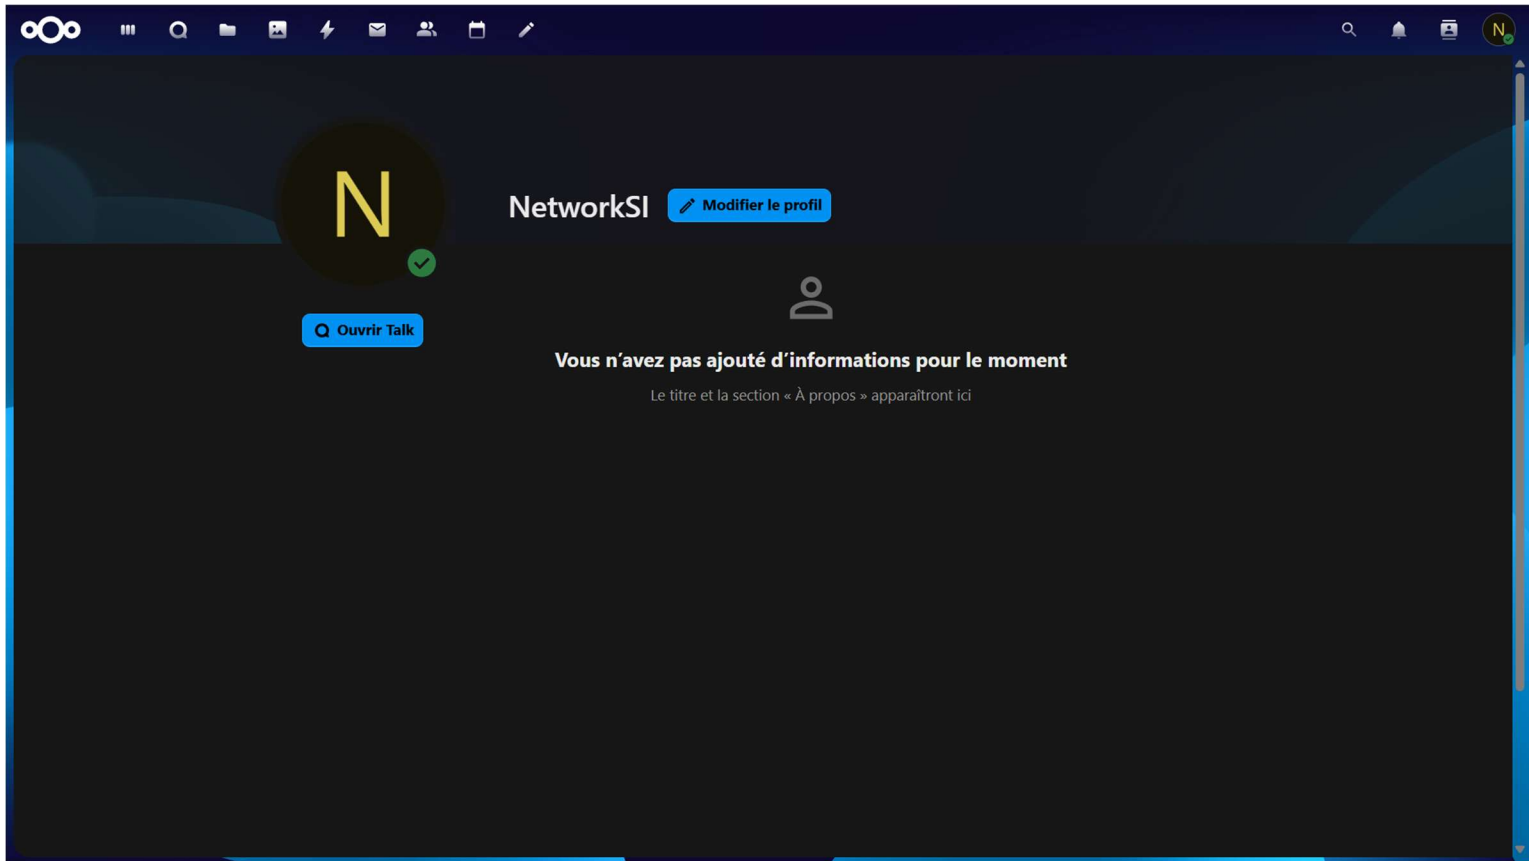 N
N
NetworkSI
Modifier le profil
Ouvrir Talk
Vous n’avez pas ajouté d’informations pour le moment
Le titre et la section « À propos » apparaîtront ici